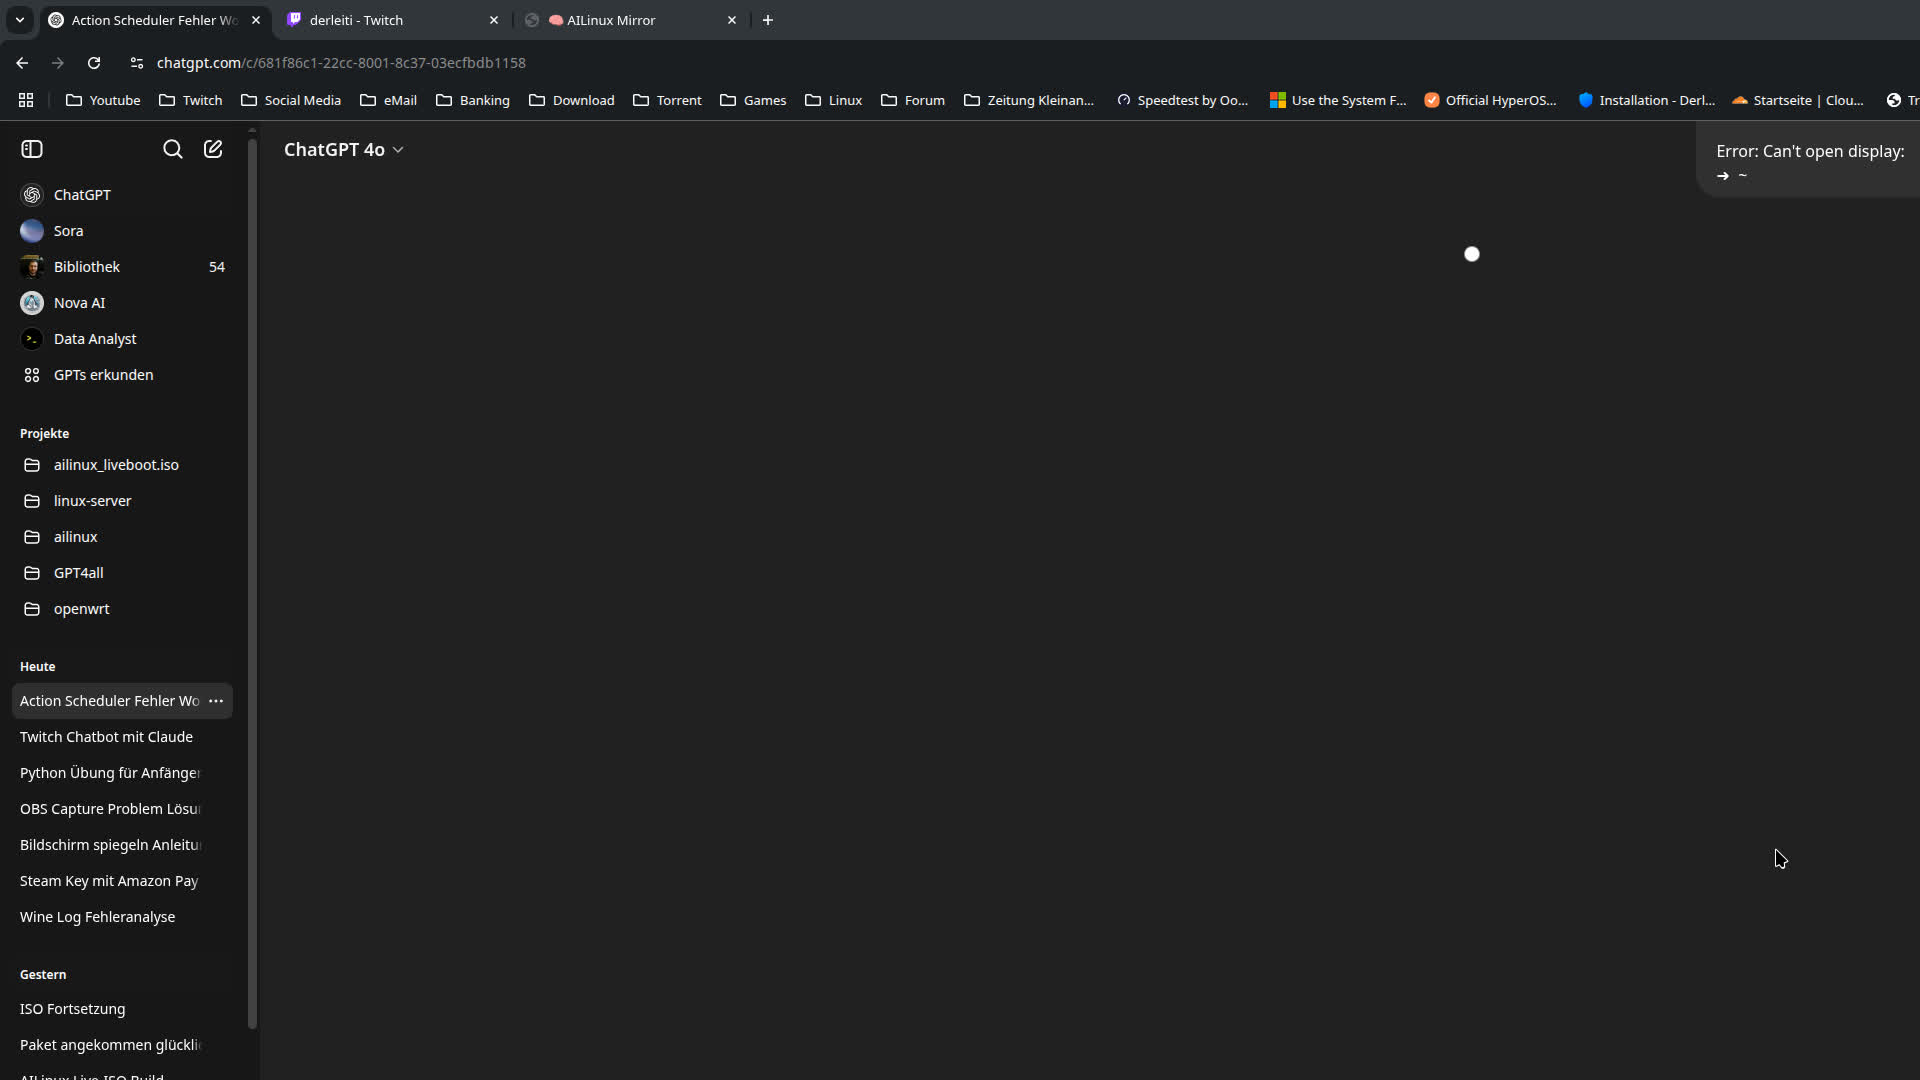 Action Scheduler Fehler Wo
derleiti - Twitch
AILinux Mirror
chatgpt.com/c/681f86c1-22cc-8001-8c37-03ecfbdb1158
Youtube
Twitch
Social Media
eMail
Banking
Download
Torrent
Games
Linux
Forum
Zeitung Kleinan...
Speedtest by Oo...
Use the System F...
Official HyperOS...
Installation - Derl...
Startseite | Clou...
Tr
ChatGPT 4o
Error: Can't open display:
➜ ~
ChatGPT
Sora
Bibliothek 54
Nova AI
Data Analyst
GPTs erkunden
Projekte
ailinux_liveboot.iso
linux-server
ailinux
GPT4all
openwrt
Heute
Action Scheduler Fehler Wo
Twitch Chatbot mit Claude
Python Übung für Anfänger
OBS Capture Problem Lösu
Bildschirm spiegeln Anleitu
Steam Key mit Amazon Pay
Wine Log Fehleranalyse
Gestern
ISO Fortsetzung
Paket angekommen glückli
AILinux Live ISO Build